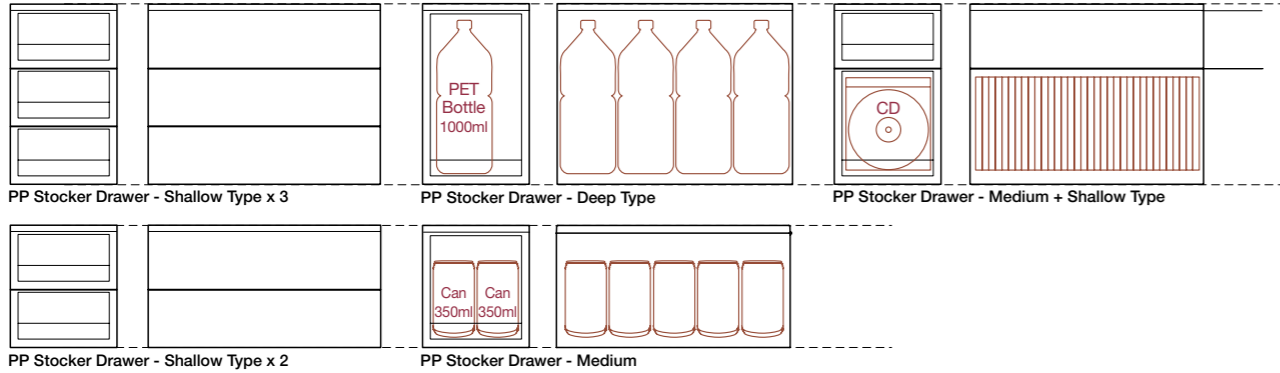 PET
Bottle
1000ml
CD
PP Stocker Drawer - Shallow Type x 3
PP Stocker Drawer - Deep Type
PP Stocker Drawer - Medium + Shallow Type
Can Can
350ml 350ml
PP Stocker Drawer - Shallow Type x 2
PP Stocker Drawer - Medium